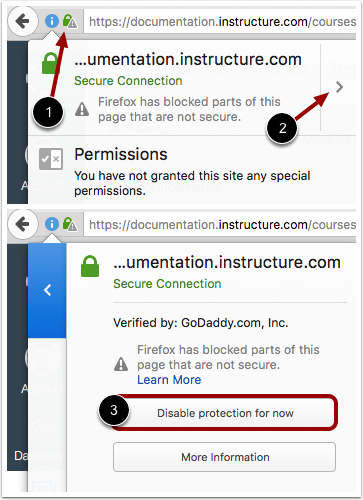 https://documentation.instructure.com/courses
...umentation.instructure.com
Secure Connection
Firefox has blocked parts of this
page that are not secure.
1
2
Permissions
You have not granted this site any special
permissions.
https://documentation.instructure.com/courses
...umentation.instructure.com
Secure Connection
Verified by: GoDaddy.com, Inc.
Firefox has blocked parts of this
page that are not secure.
Learn More
3
Disable protection for now
More Information